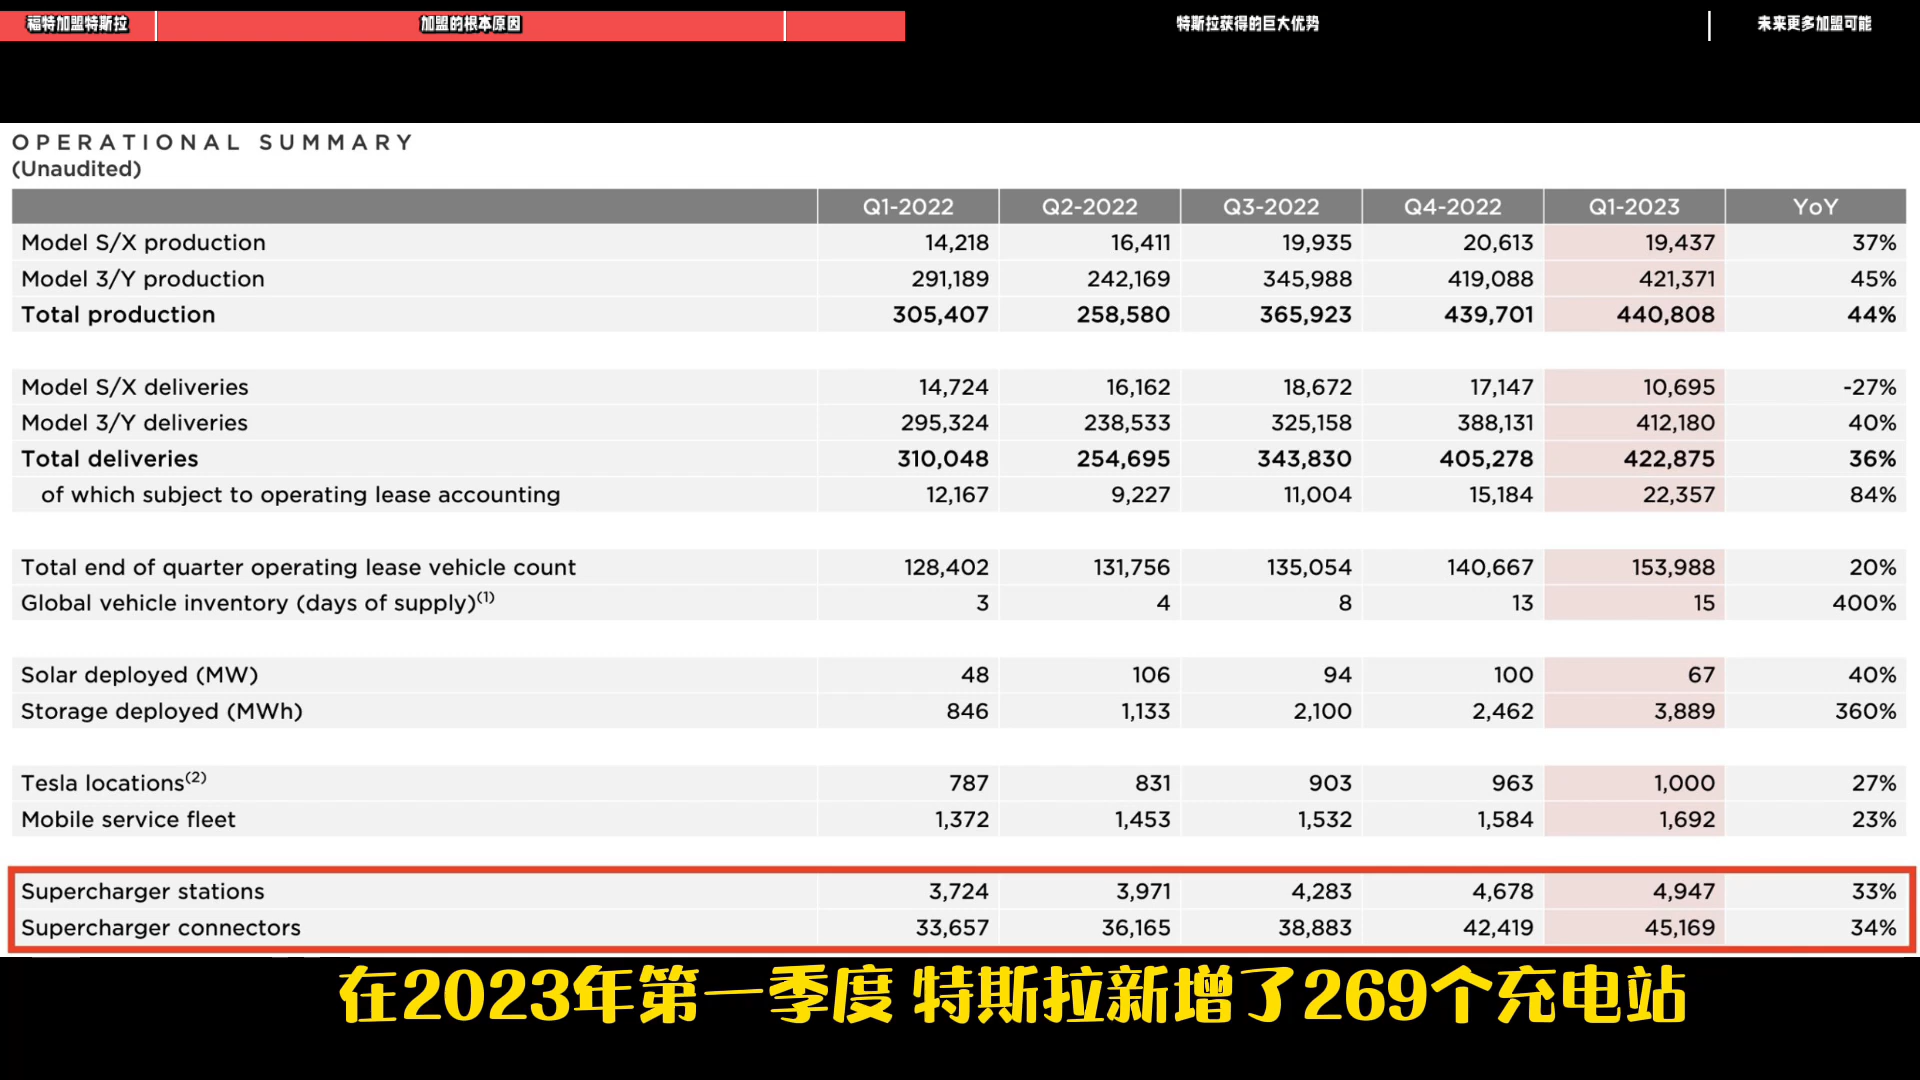 福特加盟特斯拉 加盟的根本原因 特斯拉获得的巨大优势 未来更多加盟可能
OPERATIONAL SUMMARY
(Unaudited)
Q1-2022 Q2-2022 Q3-2022 Q4-2022 Q1-2023 YoY
Model S/X production 14,218 16,411 19,935 20,613 19,437 37%
Model 3/Y production 291,189 242,169 345,988 419,088 421,371 45%
Total production 305,407 258,580 365,923 439,701 440,808 44%
Model S/X deliveries 14,724 16,162 18,672 17,147 10,695 -27%
Model 3/Y deliveries 295,324 238,533 325,158 388,131 412,180 40%
Total deliveries 310,048 254,695 343,830 405,278 422,875 36%
of which subject to operating lease accounting 12,167 9,227 11,004 15,184 22,357 84%
Total end of quarter operating lease vehicle count 128,402 131,756 135,054 140,667 153,988 20%
Global vehicle inventory (days of supply)(1) 3 4 8 13 15 400%
Solar deployed (MW) 48 106 94 100 67 40%
Storage deployed (MWh) 846 1,133 2,100 2,462 3,889 360%
Tesla locations(2) 787 831 903 963 1,000 27%
Mobile service fleet 1,372 1,453 1,532 1,584 1,692 23%
Supercharger stations 3,724 3,971 4,283 4,678 4,947 33%
Supercharger connectors 33,657 36,165 38,883 42,419 45,169 34%
在2023年第一季度 特斯拉新增了269个充电站